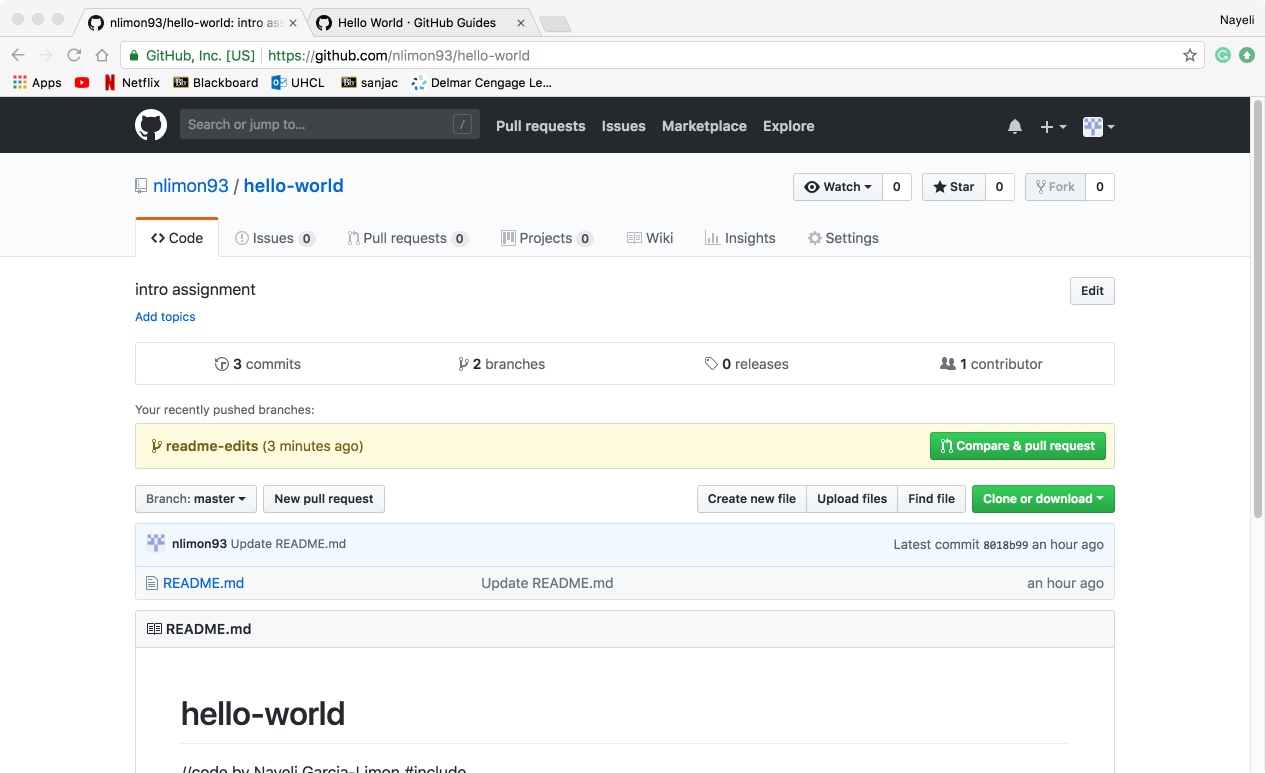 nlimon93/hello-world: intro as
Hello World · GitHub Guides
Nayeli
GitHub, Inc. [US] https://github.com/nlimon93/hello-world
Apps Netflix Blackboard UHCL sanjac Delmar Cengage Le...
Search or jump to... / Pull requests Issues Marketplace Explore
nlimon93 / hello-world Watch 0 Star 0 Fork 0
Code Issues 0 Pull requests 0 Projects 0 Wiki Insights Settings
intro assignment Edit
Add topics
3 commits 2 branches 0 releases 1 contributor
Your recently pushed branches:
readme-edits (3 minutes ago) Compare & pull request
Branch: master New pull request Create new file Upload files Find file Clone or download
nlimon93 Update README.md Latest commit 8018b99 an hour ago
README.md Update README.md an hour ago
README.md
hello-world
//code by Nayeli Garcia-Limon #include